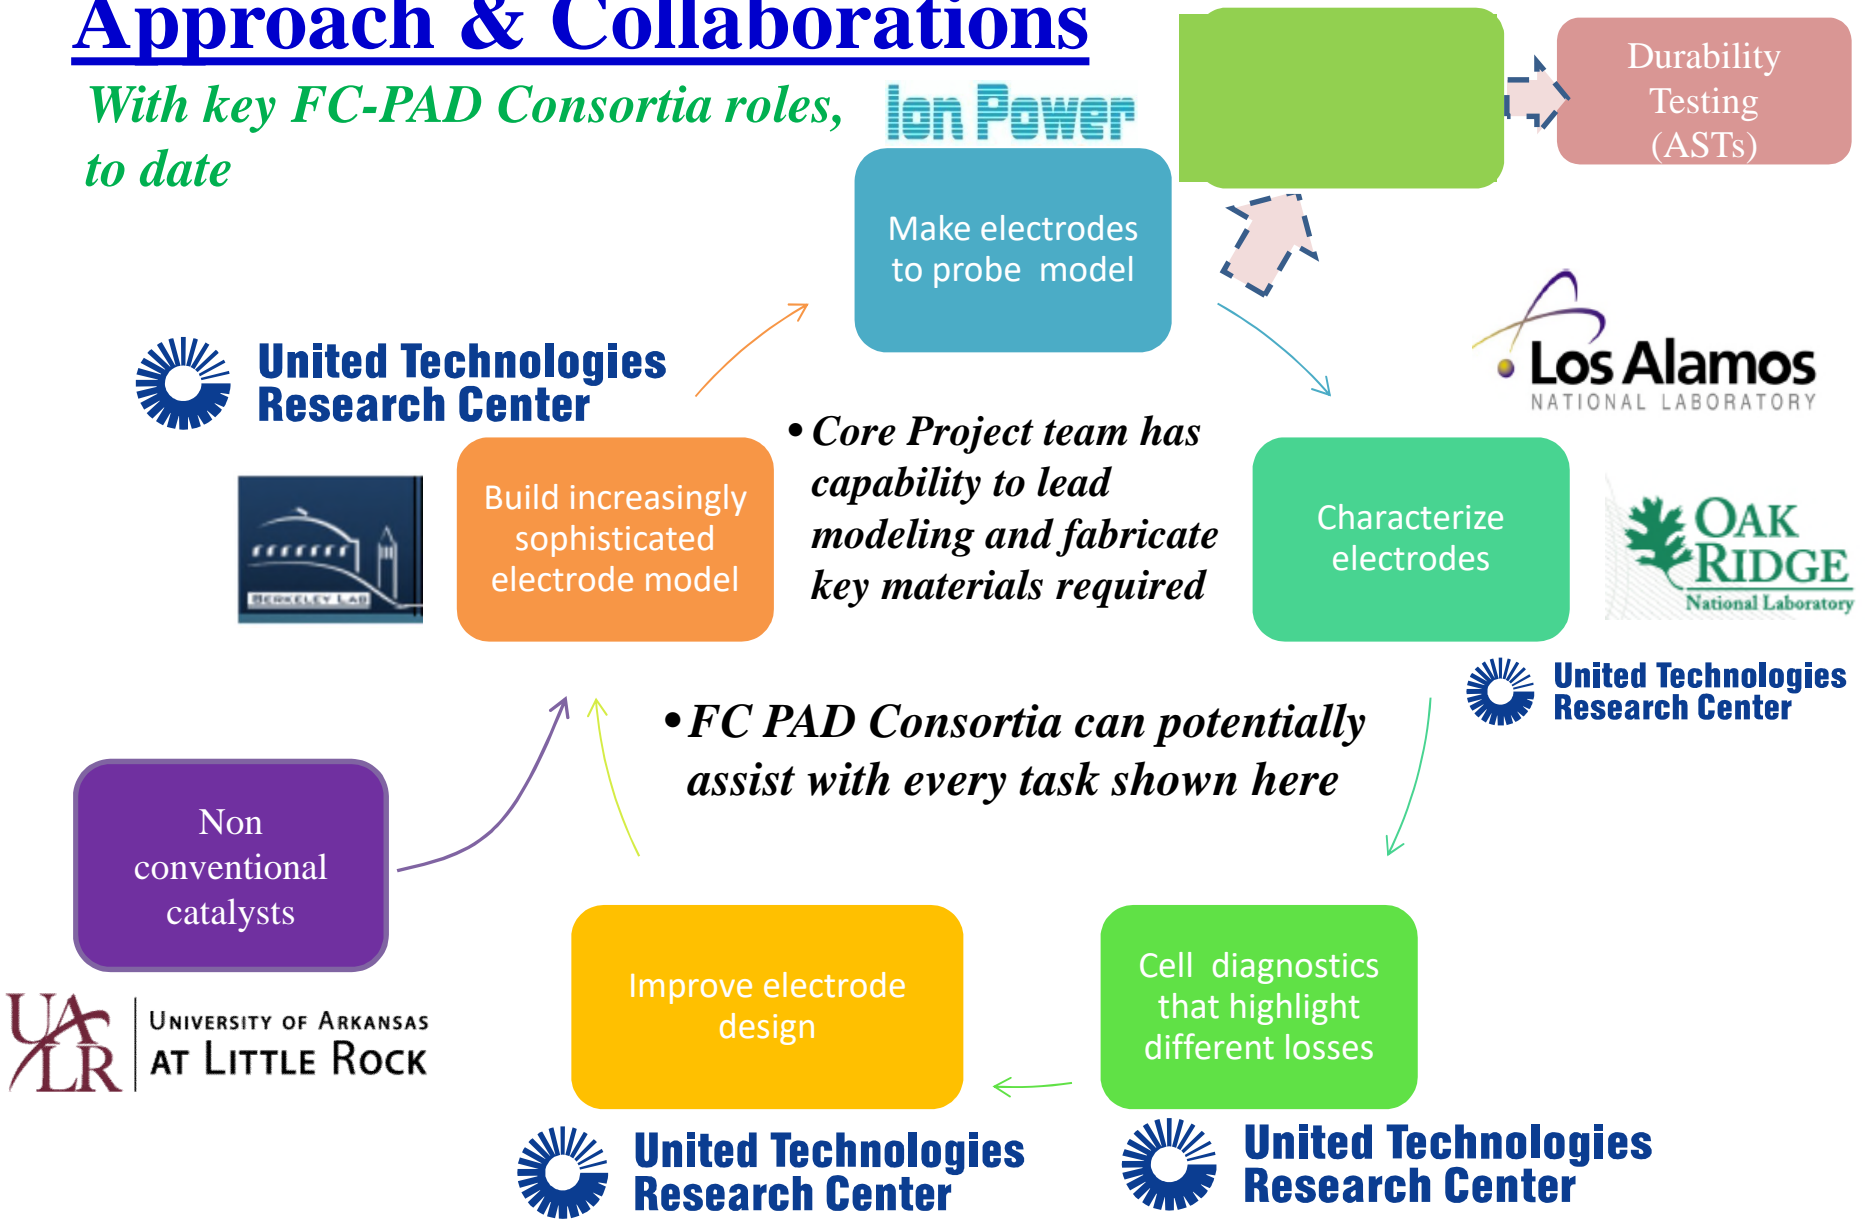 Approach & Collaborations
With key FC-PAD Consortia roles,
to date
Ion Power
Durability
Testing
(ASTs)
Make electrodes
to probe model
United Technologies
Research Center
Los Alamos
NATIONAL LABORATORY
• Core Project team has
capability to lead
modeling and fabricate
key materials required
BERKELEY LAB
Build increasingly
sophisticated
electrode model
Characterize
electrodes
OAK
RIDGE
National Laboratory
United Technologies
Research Center
• FC PAD Consortia can potentially
assist with every task shown here
Non
conventional
catalysts
UALR
UNIVERSITY OF ARKANSAS
AT LITTLE ROCK
Improve electrode
design
Cell diagnostics
that highlight
different losses
United Technologies
Research Center
United Technologies
Research Center